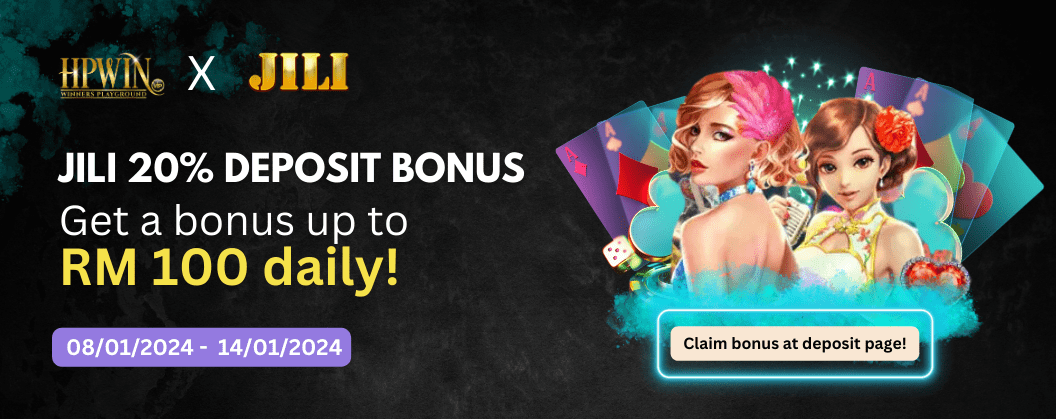 HPWIN VIP X JILI
WINNERS PLAYGROUND
JILI 20% DEPOSIT BONUS
Get a bonus up to
RM 100 daily!
08/01/2024 - 14/01/2024
A
A
A
Claim bonus at deposit page!